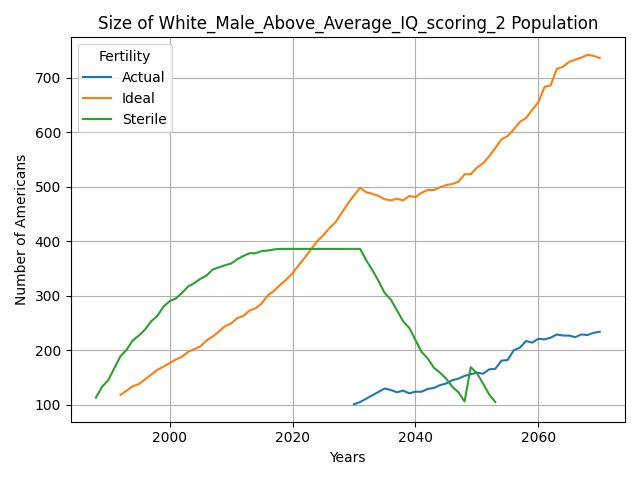 Size of White_Male_Above_Average_IQ_scoring_2 Population
Fertility
Actual
Ideal
Sterile
Number of Americans
700
600
500
400
300
200
100
2000
2020
2040
2060
Years